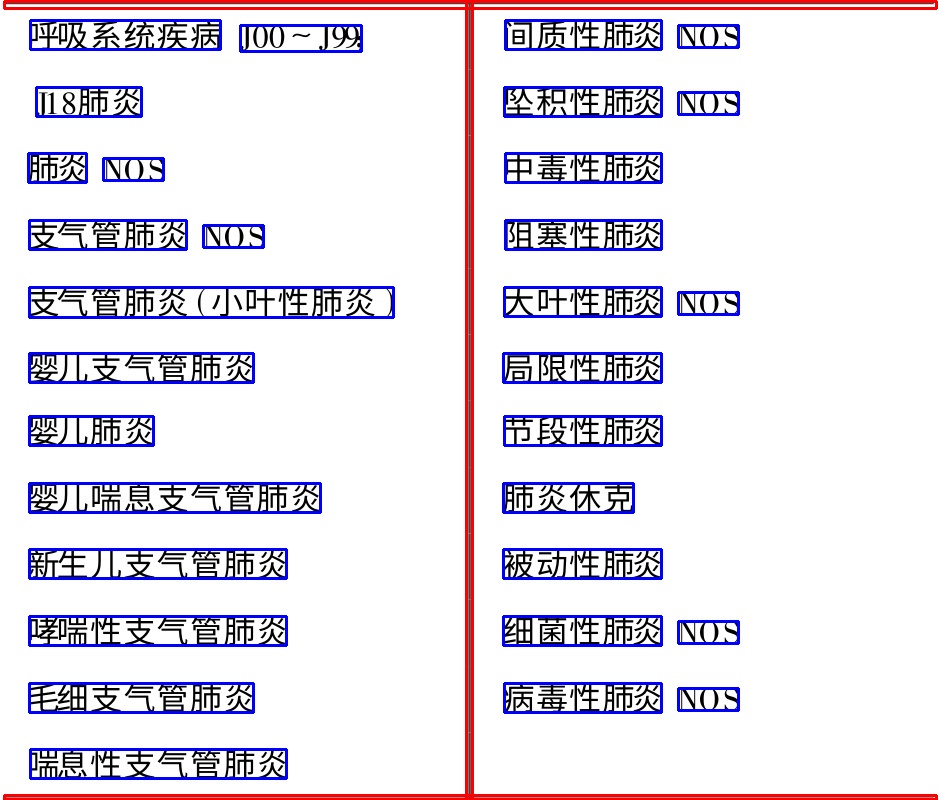 呼吸系统疾病 J00～J99
J18肺炎
肺炎 NOS
支气管肺炎 NOS
支气管肺炎(小叶性肺炎)
婴儿支气管肺炎
婴儿肺炎
婴儿喘息支气管肺炎
新生儿支气管肺炎
哮喘性支气管肺炎
毛细支气管肺炎
喘息性支气管肺炎
间质性肺炎 NOS
坠积性肺炎 NOS
中毒性肺炎
阻塞性肺炎
大叶性肺炎 NOS
局限性肺炎
节段性肺炎
肺炎休克
被动性肺炎
细菌性肺炎 NOS
病毒性肺炎 NOS